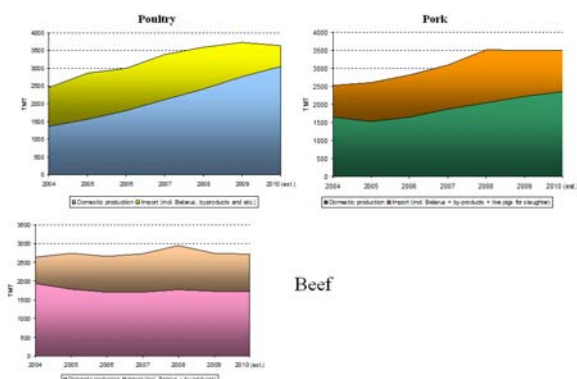 Poultry
4000
3500
3000
2500
2000
1500
1000
500
0
TMT
2004 2005 2006 2007 2008 2009 2010 (est.)
Domestic production Import (incl. Belarus, byproducts and etc.)
Pork
4000
3500
3000
2500
2000
1500
1000
500
0
TMT
2004 2005 2006 2007 2008 2009 2010 (est.)
Domestic production Import (incl. Belarus + by-products + live pigs for slaughter)
3500
3000
2500
2000
1500
1000
500
0
TMT
2004 2005 2006 2007 2008 2009 2010 (est.)
Beef